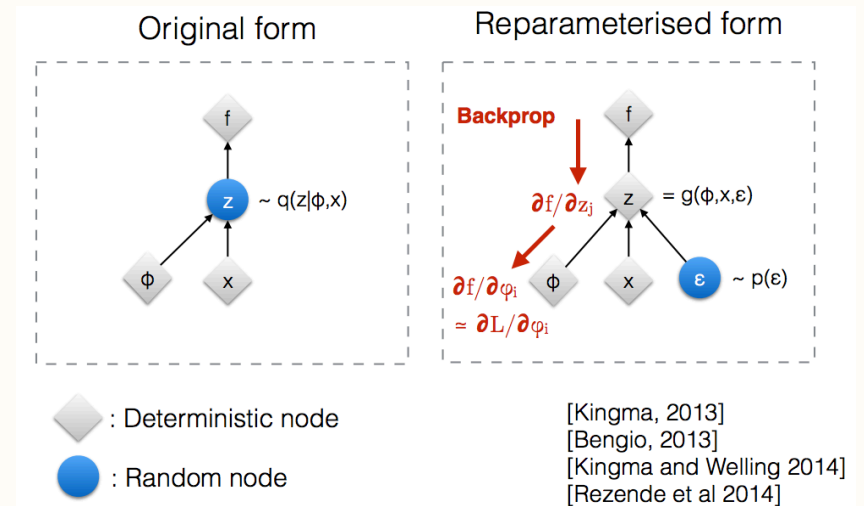 Original form
Reparameterised form
f
z
~ q(z|ϕ,x)
ϕ
x
Backprop
f
∂f/∂zⱼ
z
= g(ϕ,x,ε)
∂f/∂φᵢ
≃ ∂L/∂φᵢ
ϕ
x
ε
~ p(ε)
: Deterministic node
: Random node
[Kingma, 2013]
[Bengio, 2013]
[Kingma and Welling 2014]
[Rezende et al 2014]